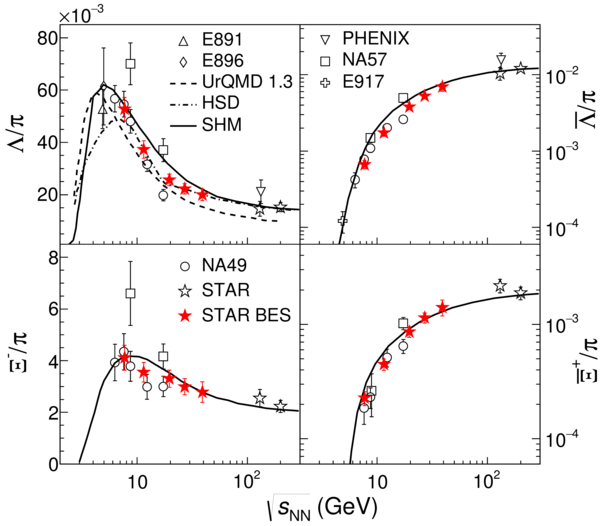 ×10⁻³
80
60
40
20
Λ/π
E891
E896
UrQMD 1.3
HSD
SHM
PHENIX
NA57
E917
10⁻²
10⁻³
10⁻⁴
Λ̅/π
×10⁻³
8
6
4
2
0
Ξ⁻/π
NA49
STAR
STAR BES
10⁻³
10⁻⁴
Ξ̅⁺/π
10
10²
10
10²
√sNN (GeV)